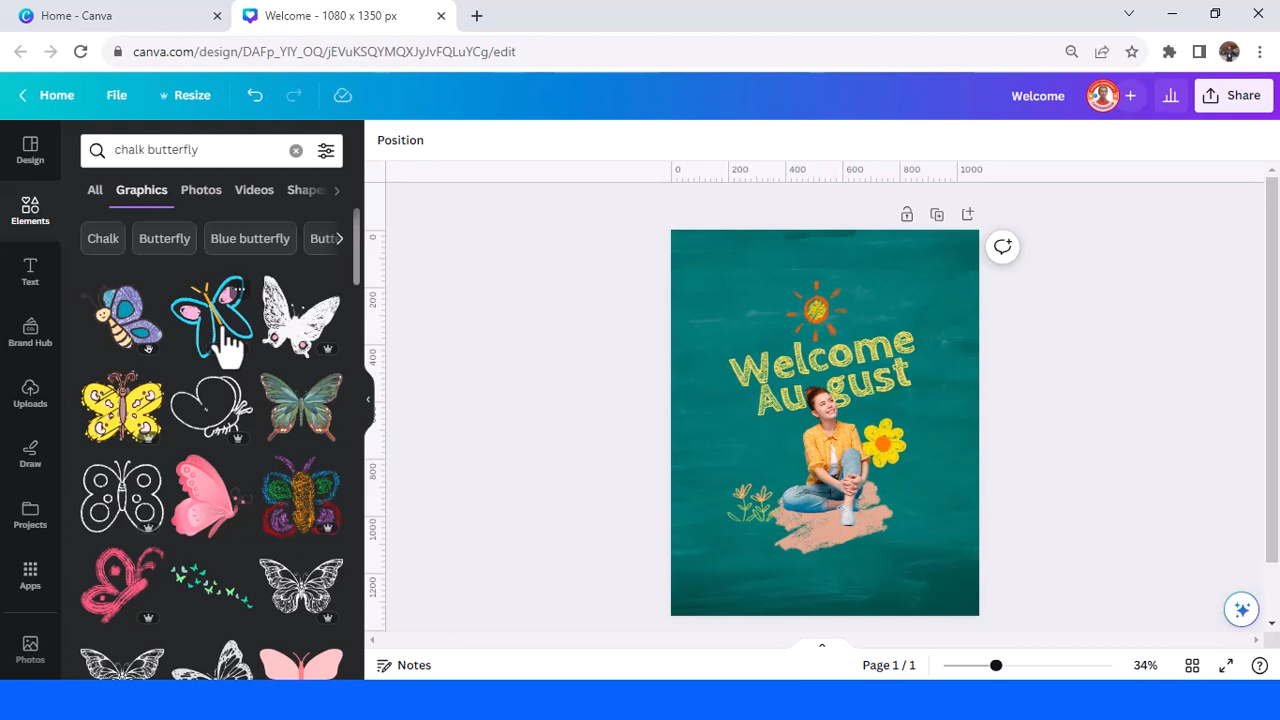 Home - Canva
Welcome - 1080 x 1350 px
canva.com/design/DAFp_YlY_OQ/jEVuKSQYMQXJyJvFQLuYCg/edit
Home
File
Resize
Welcome
Share
Design
Elements
Text
Brand Hub
Uploads
Draw
Projects
Apps
Photos
chalk butterfly
All
Graphics
Photos
Videos
Shapes
Chalk
Butterfly
Blue butterfly
Butt
Position
0 200 400 600 800 1000
0
200
400
600
800
1000
1200
Welcome
August
Notes
Page 1 / 1
34%